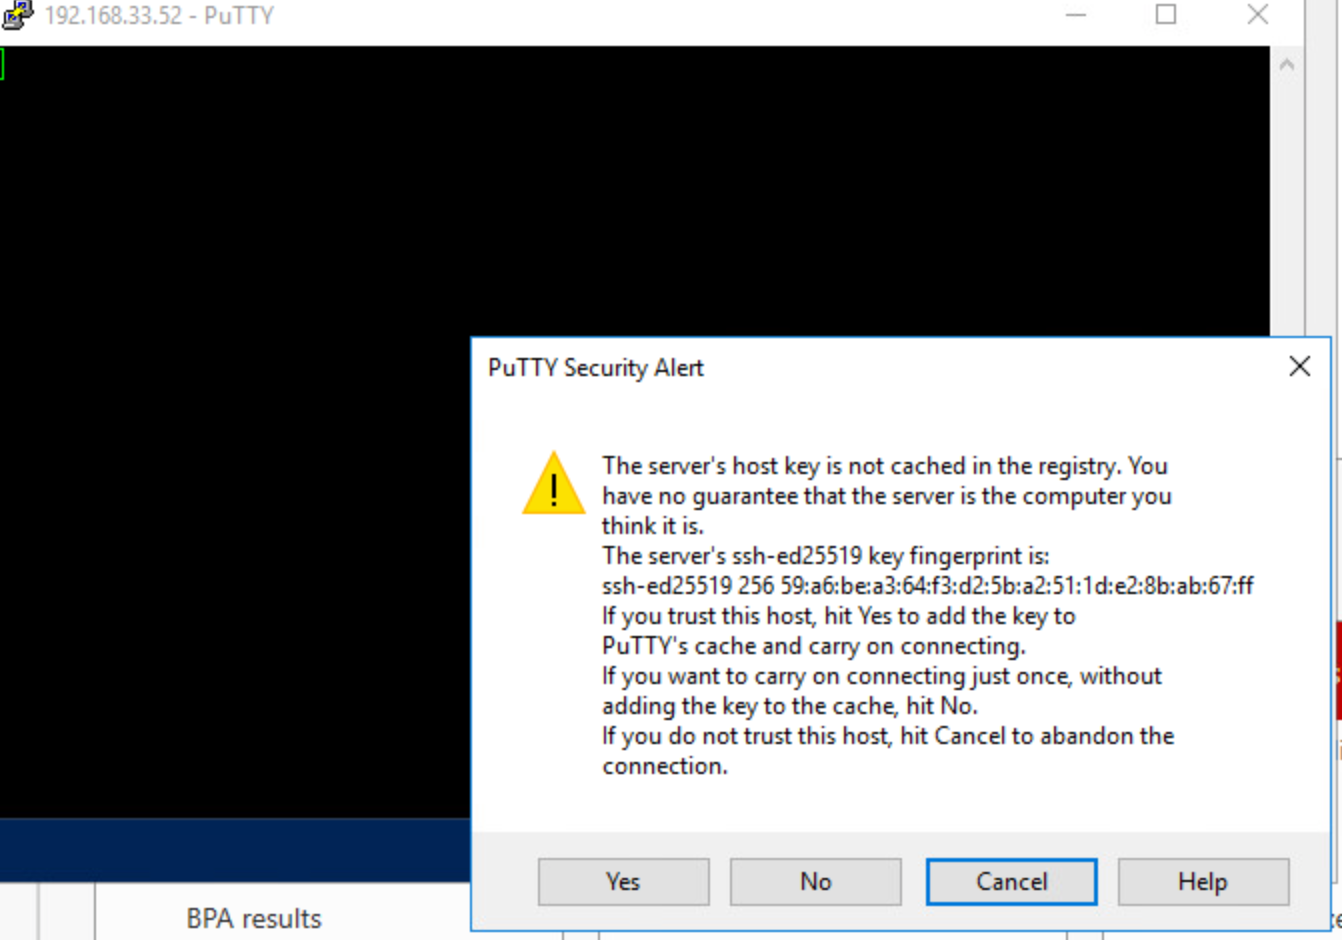 192.168.33.52 - PuTTY
PuTTY Security Alert
The server's host key is not cached in the registry. You
have no guarantee that the server is the computer you
think it is.
The server's ssh-ed25519 key fingerprint is:
ssh-ed25519 256 59:a6:be:a3:64:f3:d2:5b:a2:51:1d:e2:8b:ab:67:ff
If you trust this host, hit Yes to add the key to
PuTTY's cache and carry on connecting.
If you want to carry on connecting just once, without
adding the key to the cache, hit No.
If you do not trust this host, hit Cancel to abandon the
connection.
Yes
No
Cancel
Help
BPA results